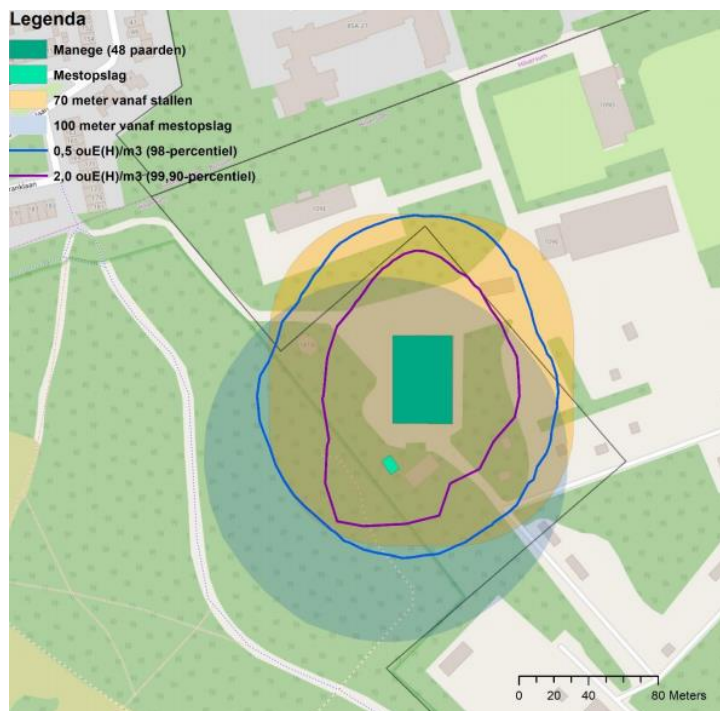 Legenda
Manege (48 paarden)
Mestopslag
70 meter vanaf stallen
100 meter vanaf mestopslag
0,5 ouE(H)/m3 (98-percentiel)
2,0 ouE(H)/m3 (99,90-percentiel)
ranklaan
0 20 40 80 Meters